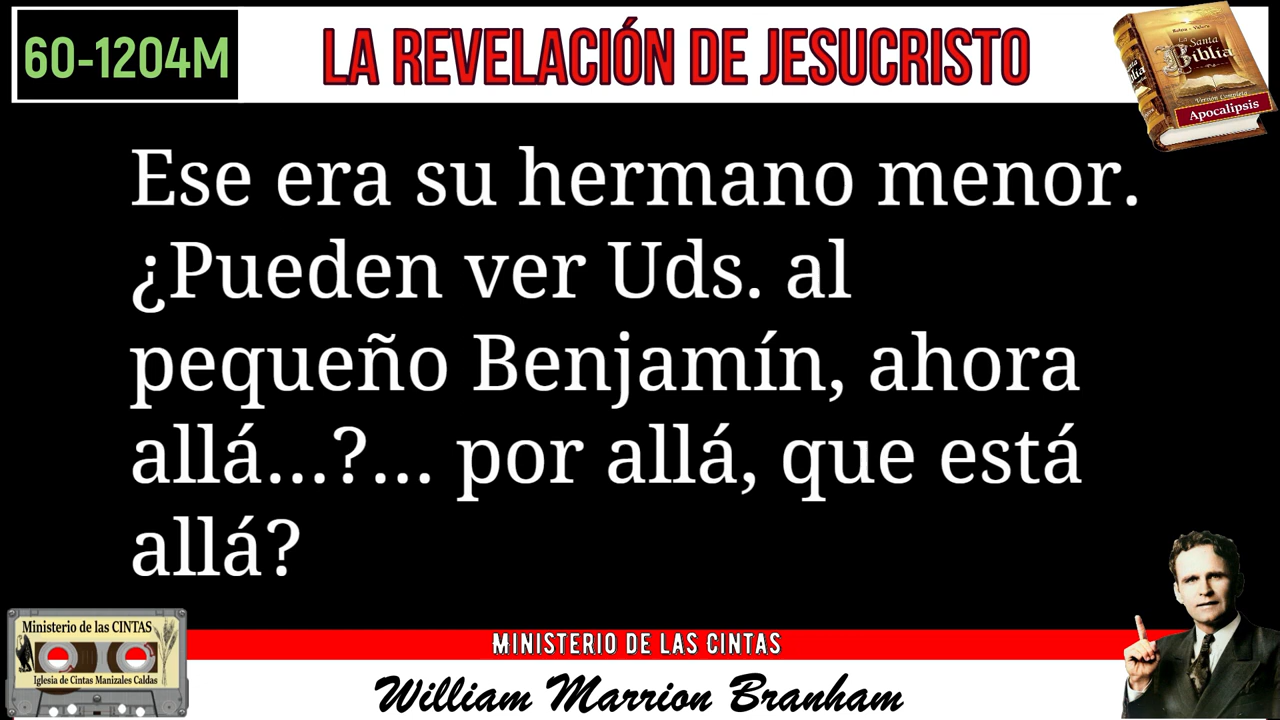 60-1204M
LA REVELACIÓN DE JESUCRISTO
La Santa
Biblia
Versión Completa
Apocalipsis
Ese era su hermano menor.
¿Pueden ver Uds. al
pequeño Benjamín, ahora
allá...?... por allá, que está
allá?
Ministerio de las CINTAS
Iglesia de Cintas Manizales Caldas
MINISTERIO DE LAS CINTAS
William Marrion Branham